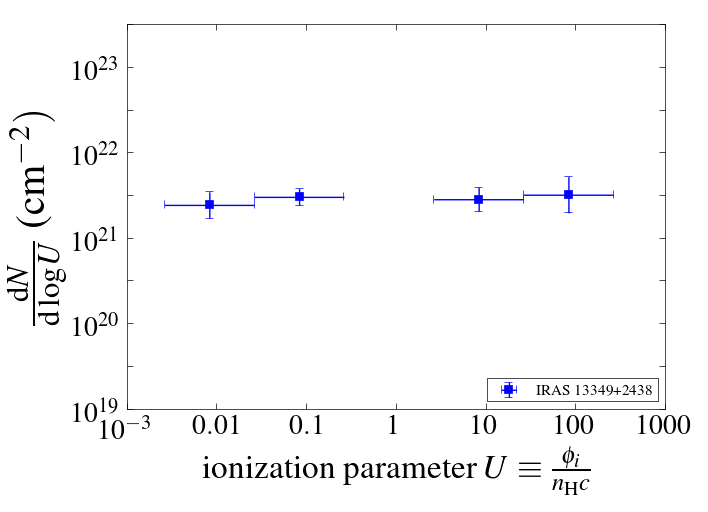 10^23
10^22
10^21
10^20
10^19
dN/d log U (cm^−2)
10^−3 0.01 0.1 1 10 100 1000
ionization parameter U ≡ ϕ_i/n_H c
IRAS 13349+2438